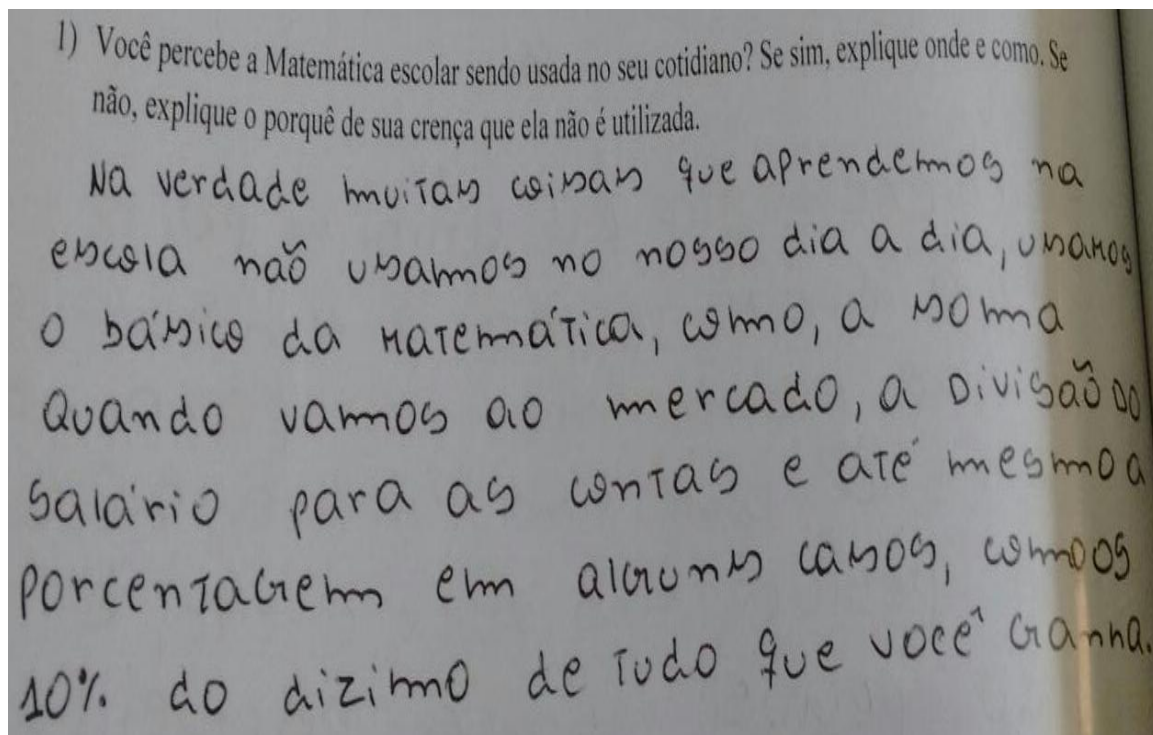 1) Você percebe a Matemática escolar sendo usada no seu cotidiano? Se sim, explique onde e como. Se
não, explique o porquê de sua crença que ela não é utilizada.
Na verdade muitas coisas que aprendemos na
escola não usamos no nosso dia a dia, usamos
o básico da matemática, como, a soma
Quando vamos ao mercado, a Divisão do
salário para as contas e até mesmo a
porcentagem em alguns casos, como os
10% do dizimo de tudo que você ganha.